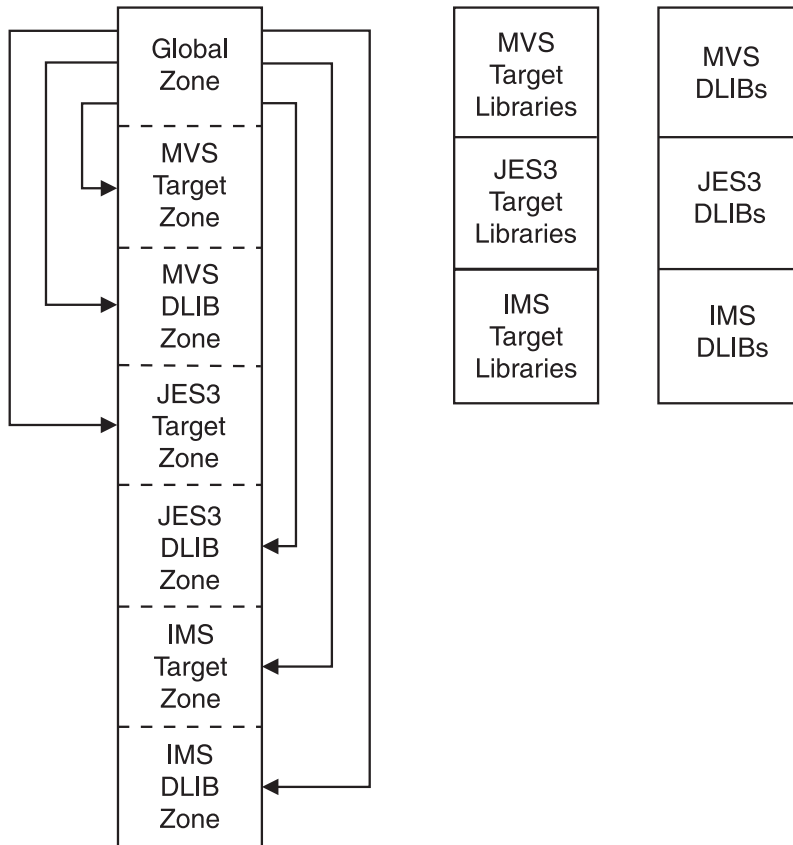 Global
Zone
MVS
Target
Zone
MVS
DLIB
Zone
JES3
Target
Zone
JES3
DLIB
Zone
IMS
Target
Zone
IMS
DLIB
Zone
MVS
Target
Libraries
JES3
Target
Libraries
IMS
Target
Libraries
MVS
DLIBs
JES3
DLIBs
IMS
DLIBs